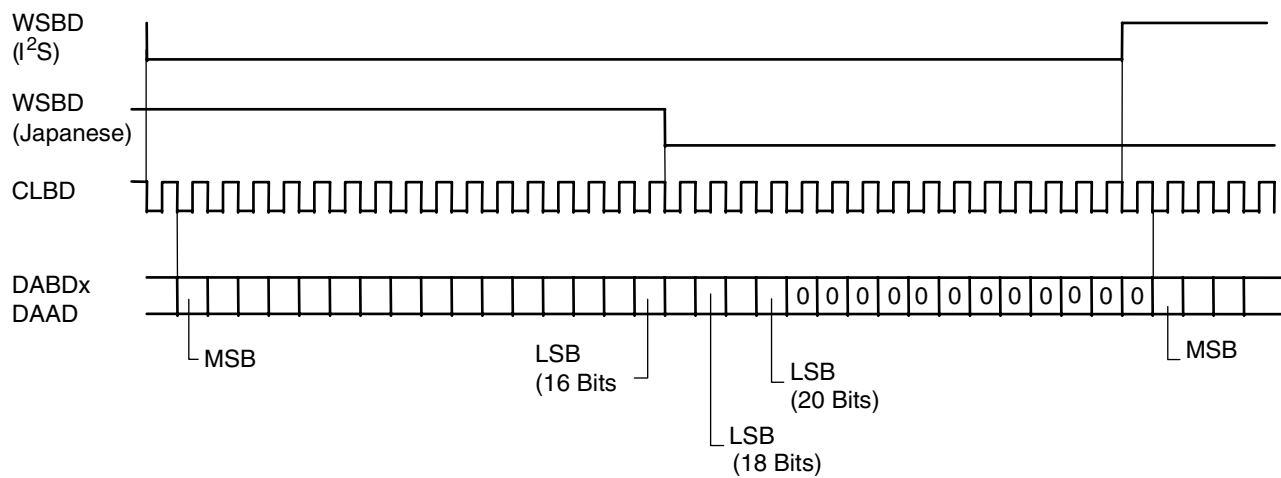 WSBD
(I²S)
WSBD
(Japanese)
CLBD
DABDx
DAAD
0 0 0 0 0 0 0 0 0 0 0 0
MSB
LSB
(16 Bits
LSB
(20 Bits)
MSB
LSB
(18 Bits)